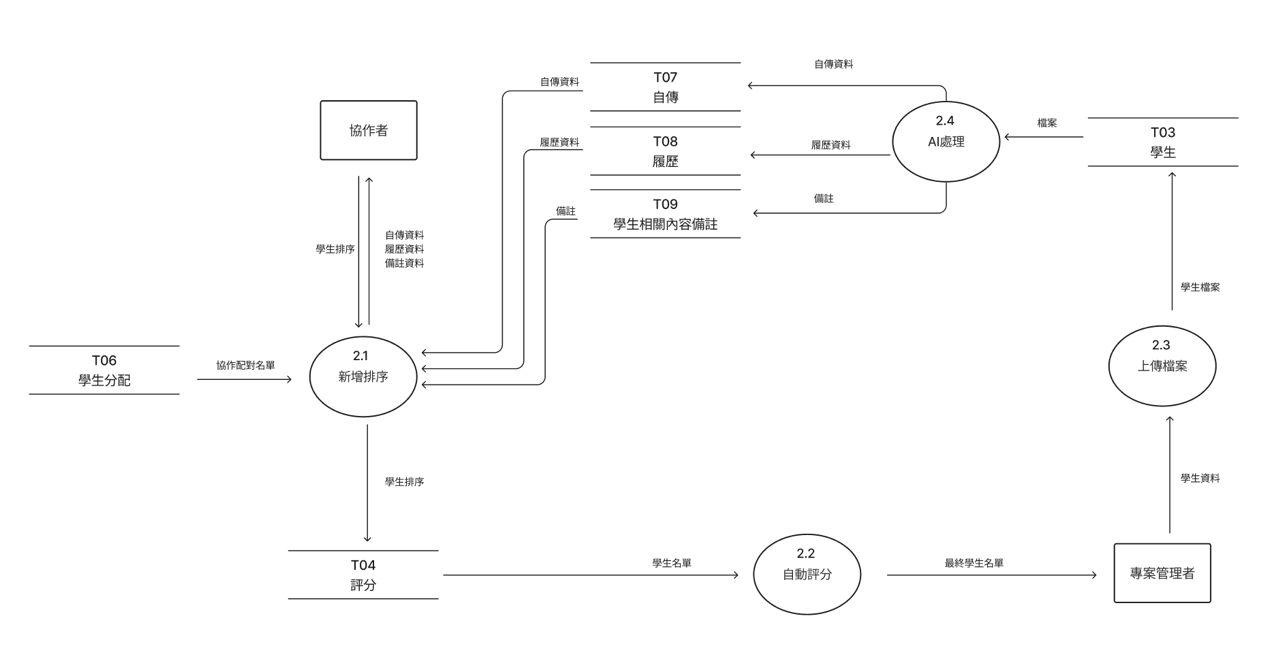 自傳資料
T07
自傳
自傳資料
協作者
2.4
AI處理
檔案
T03
學生
履歷資料
T08
履歷
履歷資料
備註
T09
學生相關內容備註
備註
學生排序
自傳資料
履歷資料
備註資料
學生檔案
T06
學生分配
協作配對名單
2.1
新增排序
2.3
上傳檔案
學生排序
學生資料
T04
評分
學生名單
2.2
自動評分
最終學生名單
專案管理者